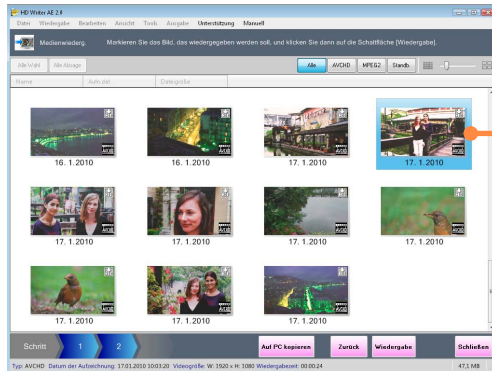 HD Writer AE 2.0
Datei Wiedergabe Bearbeiten Ansicht Tools Ausgabe Unterstützung Manuell
Medienwiederg. Markieren Sie das Bild, das wiedergegeben werden soll, und klicken Sie dann auf die Schaltfläche [Wiedergabe].
Alle Wahl Alle Absage Alle AVCHD MPEG2 Standb.
Name Aufn.ziel Dateigröße
16. 1.2010 16. 1.2010 17. 1.2010 17. 1.2010
17. 1.2010 17. 1.2010 17. 1.2010 17. 1.2010
17. 1.2010 17. 1.2010 17. 1.2010
Schritt 1 2 Auf PC kopieren Zurück Wiedergabe Schließen
Typ: AVCHD Datum der Aufzeichnung: 17.01.2010 10:03:20 Videogröße: W: 1920 x H: 1080 Wiedergabezeit: 00:00:24 47,1 MB